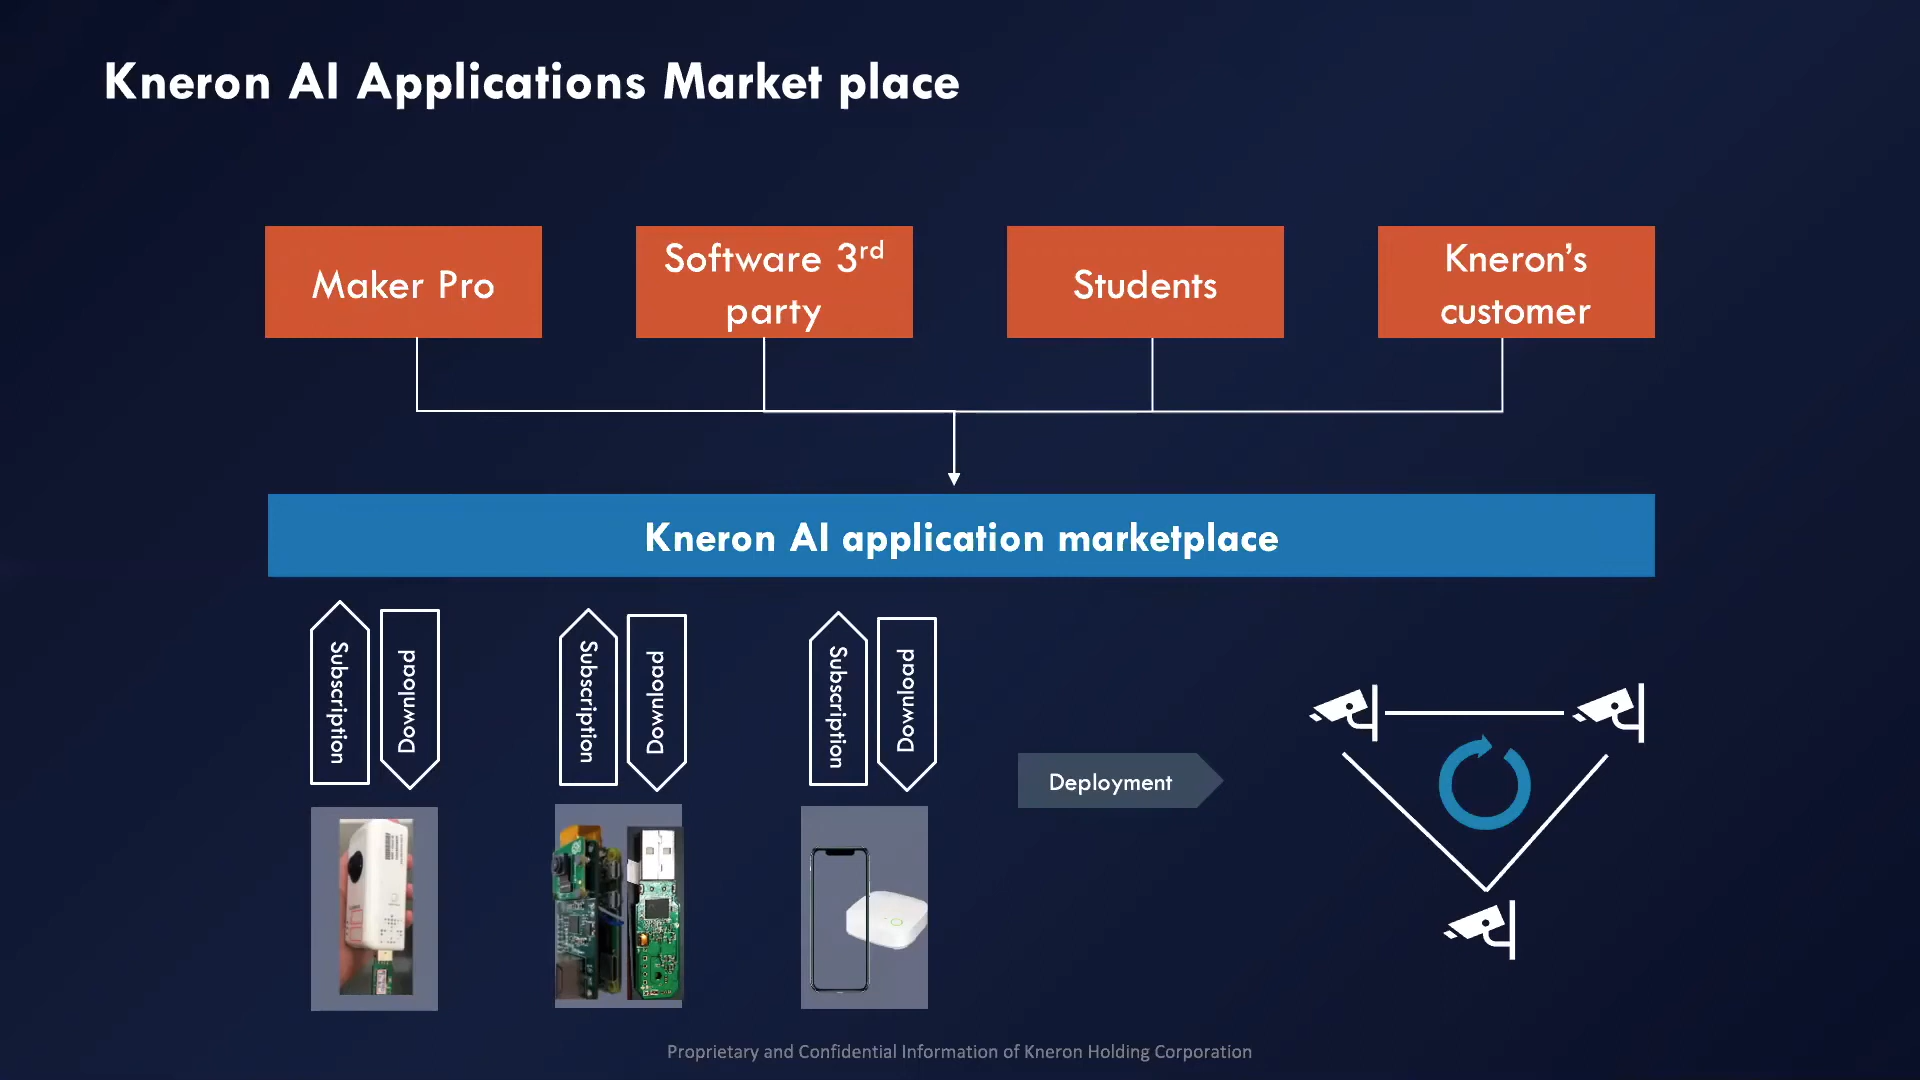 Kneron AI Applications Market place
Maker Pro
Software 3rd
party
Students
Kneron's
customer
Kneron AI application marketplace
Subscription
Download
Subscription
Download
Subscription
Download
Deployment
Proprietary and Confidential Information of Kneron Holding Corporation